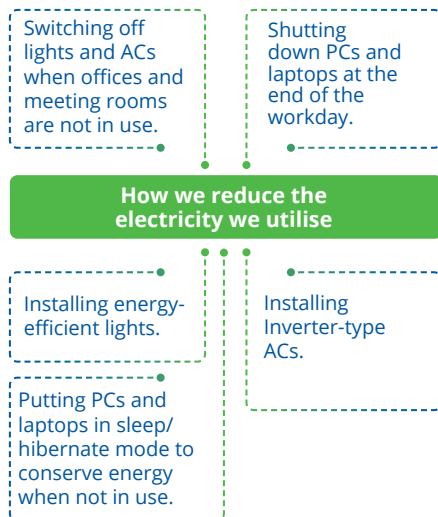 Switching off
lights and ACs
when offices and
meeting rooms
are not in use.
Shutting
down PCs and
laptops at the
end of the
workday.
How we reduce the
electricity we utilise
Installing energy-
efficient lights.
Installing
Inverter-type
ACs.
Putting PCs and
laptops in sleep/
hibernate mode to
conserve energy
when not in use.